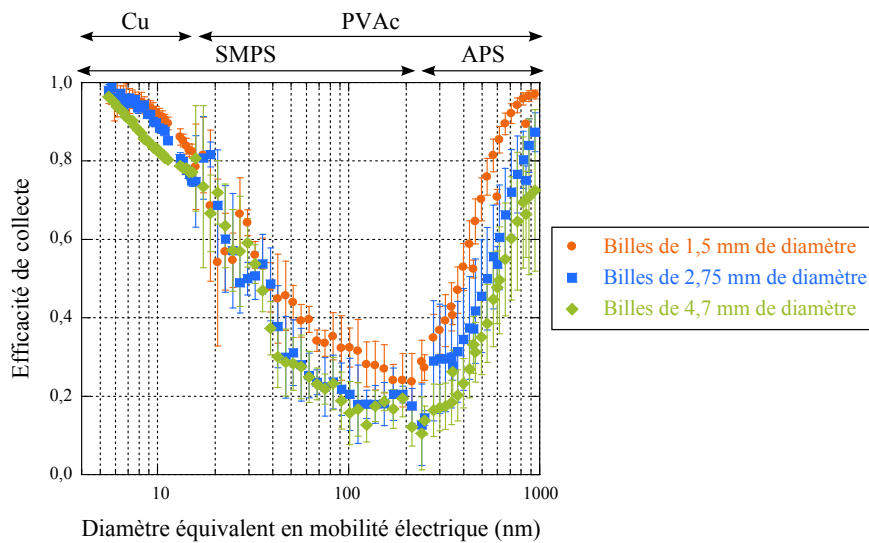 Cu PVAc
SMPS APS
1,0
0,8
0,6
0,4
0,2
0,0
Efficacité de collecte
10 100 1000
Diamètre équivalent en mobilité électrique (nm)
Billes de 1,5 mm de diamètre
Billes de 2,75 mm de diamètre
Billes de 4,7 mm de diamètre